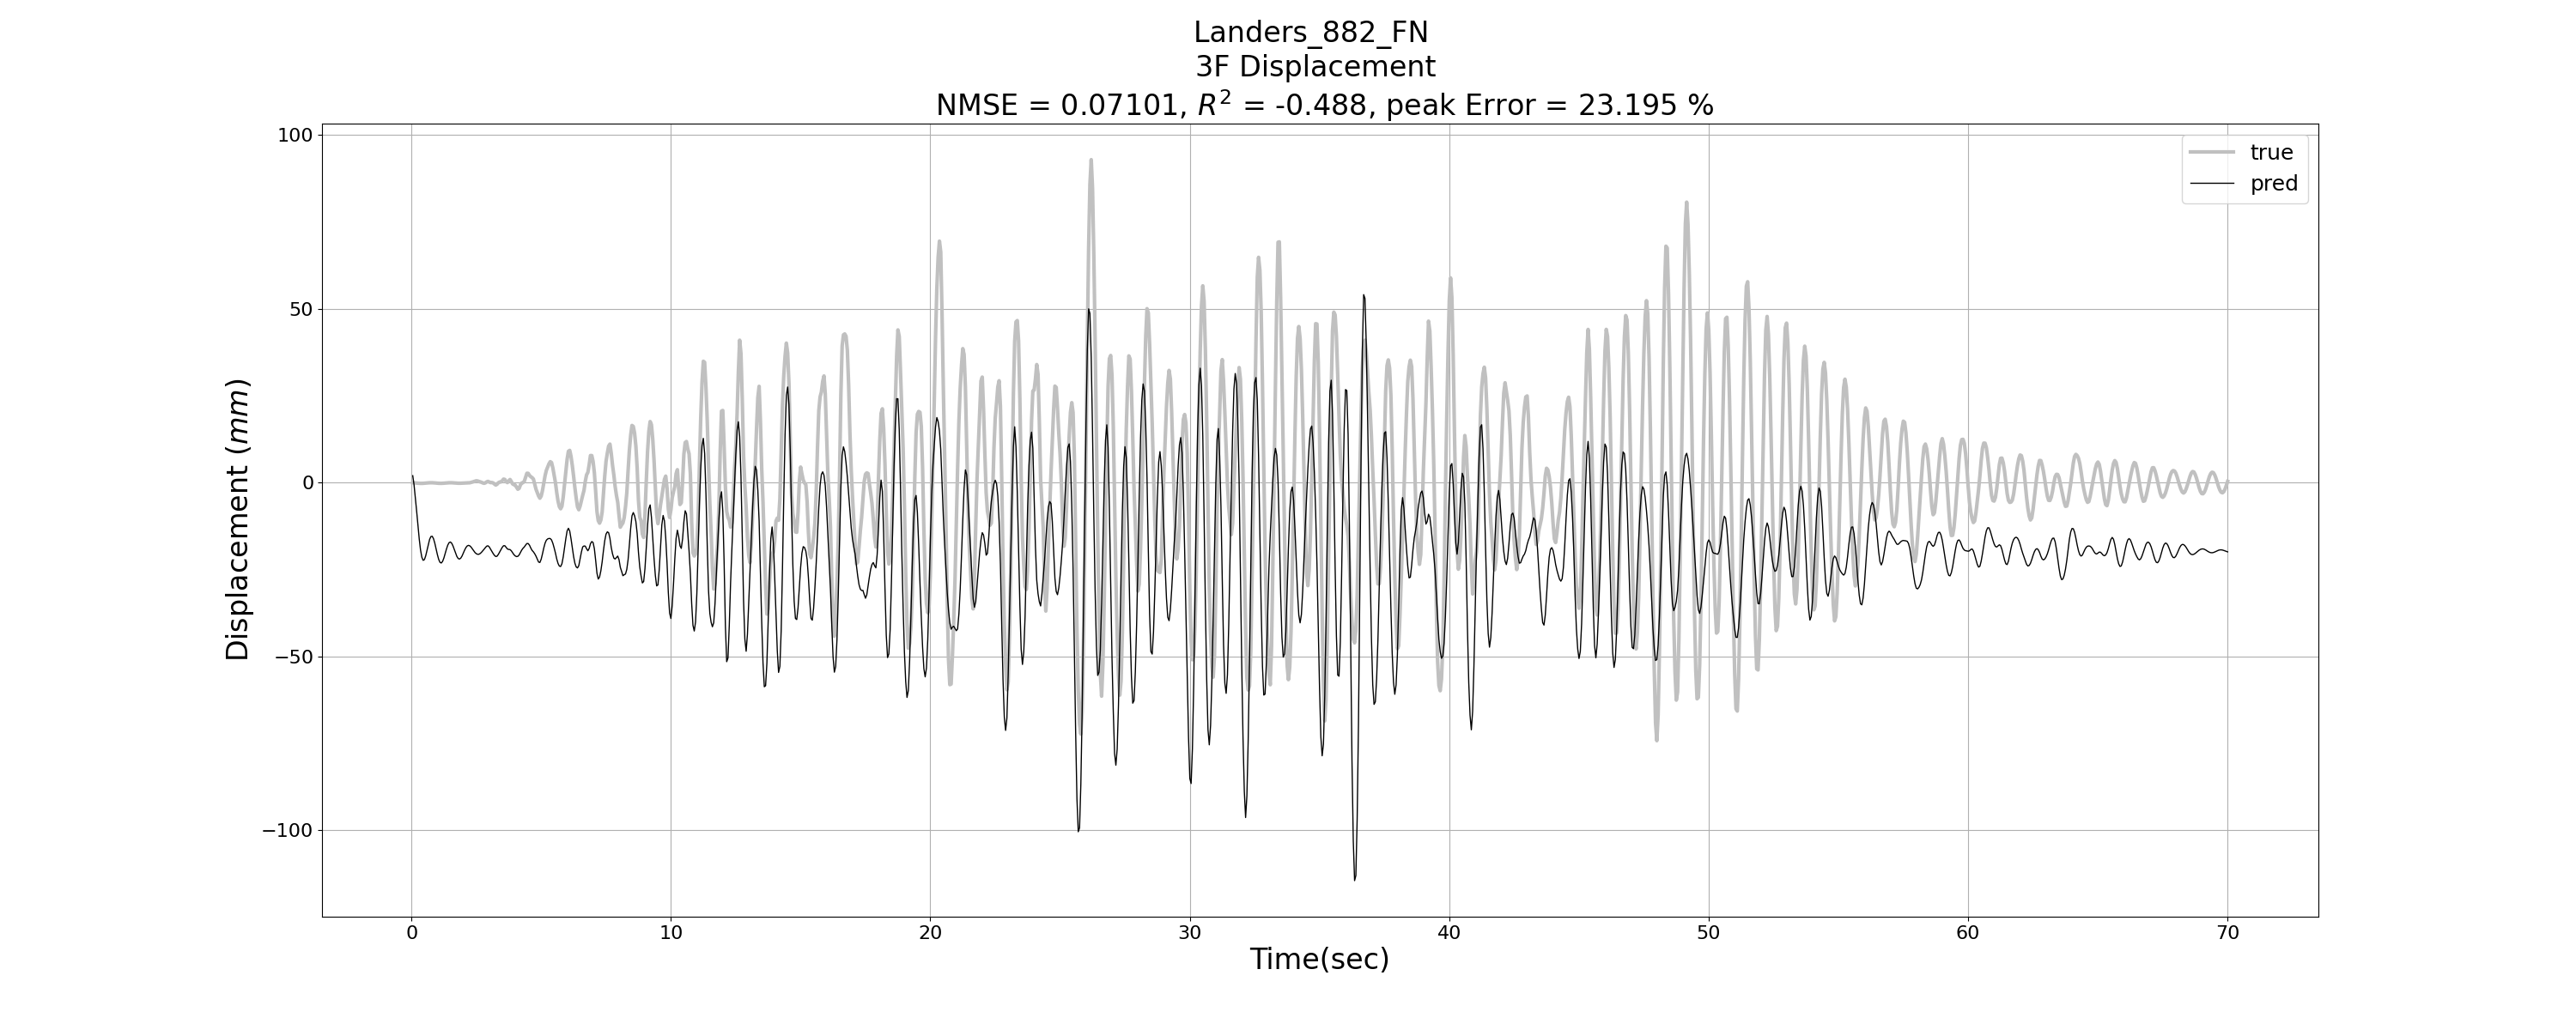 Landers_882_FN
3F Displacement
NMSE = 0.07101, R² = -0.488, peak Error = 23.195 %
true
pred
100
50
0
−50
−100
Displacement (mm)
0 10 20 30 40 50 60 70
Time(sec)